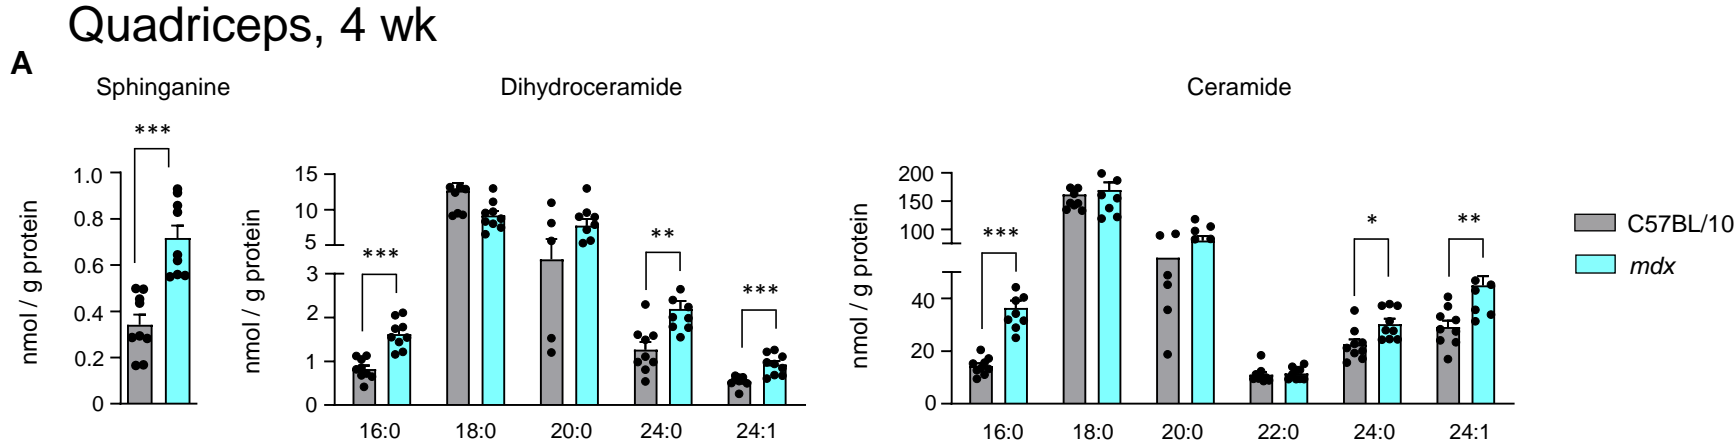 Quadriceps, 4 wk
A
Sphinganine
***
nmol / g protein
1.0
0.8
0.6
0.4
0.2
0
Dihydroceramide
nmol / g protein
15
10
5
3
2
1
0
***
**
***
16:0 18:0 20:0 24:0 24:1
Ceramide
nmol / g protein
200
150
100
40
20
0
***
*
**
16:0 18:0 20:0 22:0 24:0 24:1
C57BL/10
mdx